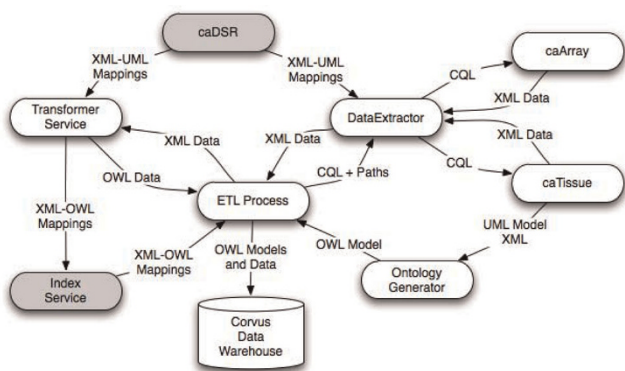 caDSR
XML-UML
Mappings
XML-UML
Mappings
caArray
CQL
XML Data
Transformer
Service
DataExtractor
XML Data
XML Data
XML Data
CQL
OWL Data
CQL + Paths
caTissue
ETL Process
XML-OWL
Mappings
UML Model
XML
XML-OWL
Mappings
OWL Models
and Data
OWL Model
Index
Service
Ontology
Generator
Corvus
Data
Warehouse